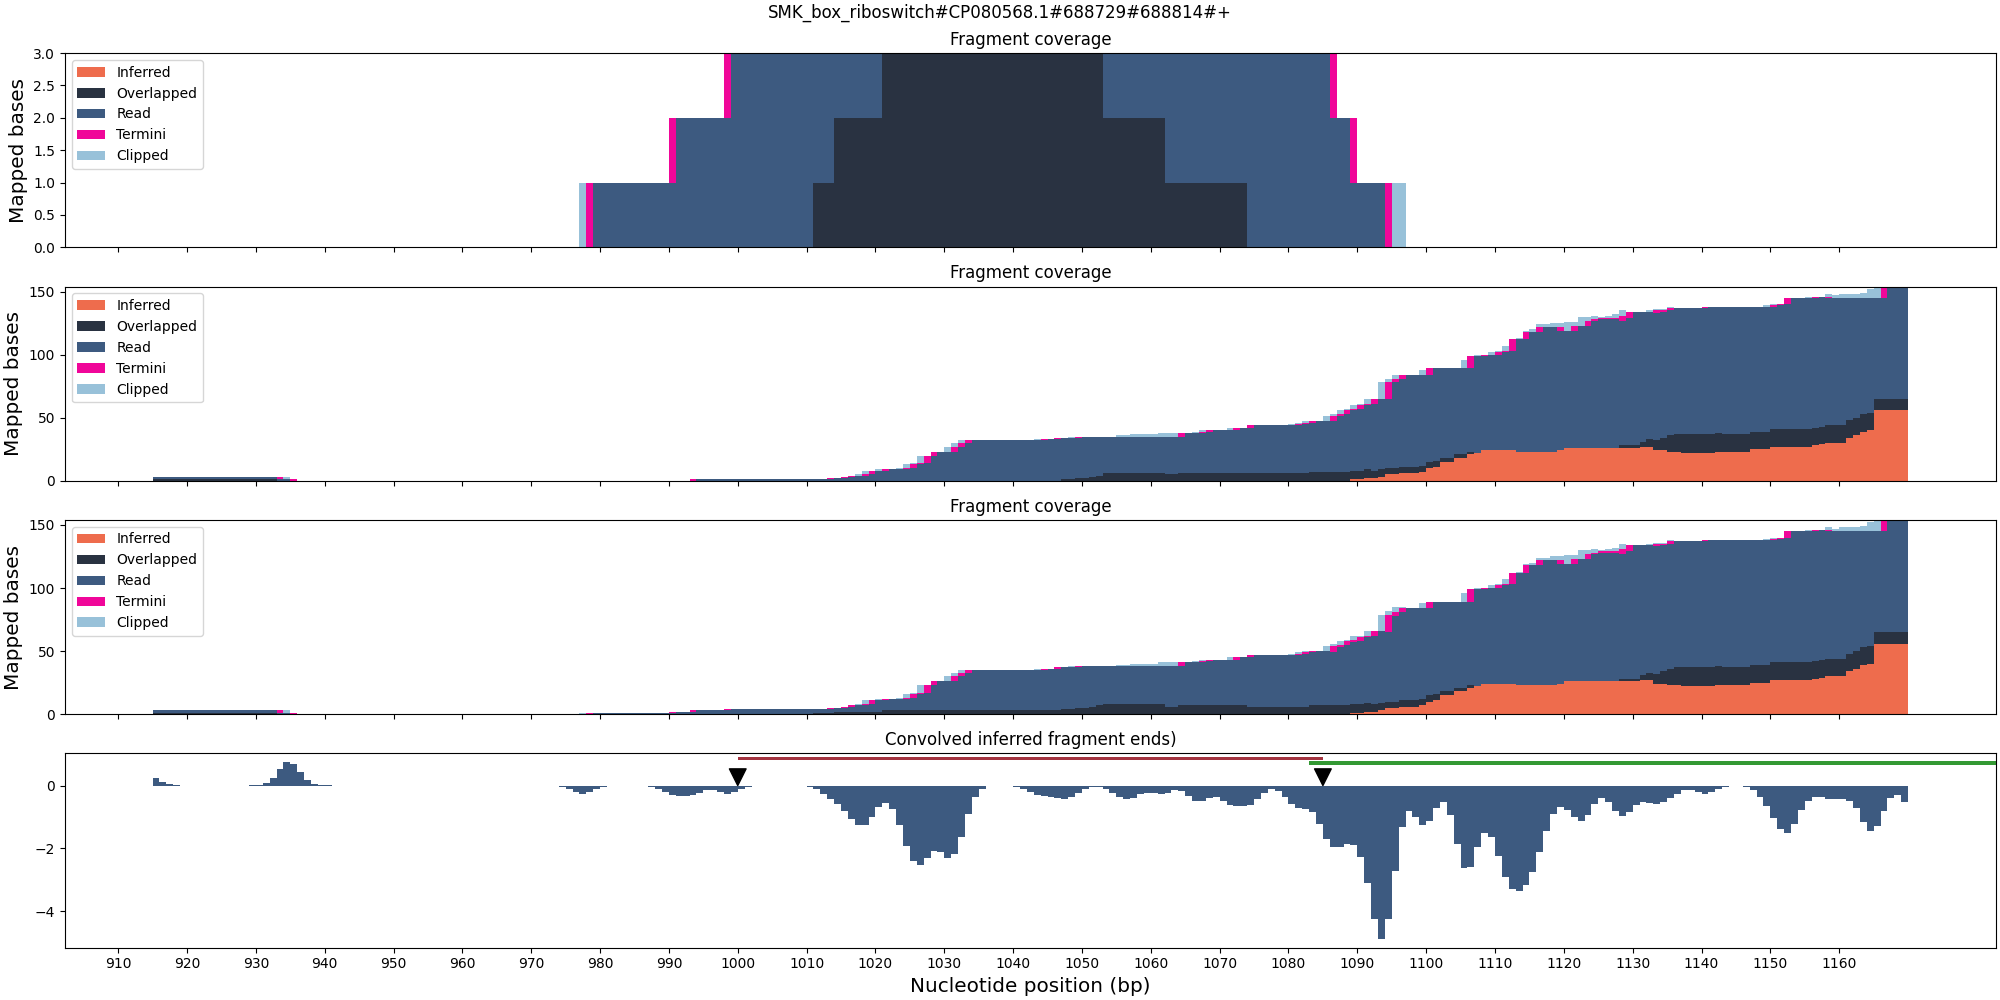 SMK_box_riboswitch#CP080568.1#688729#688814#+
Fragment coverage
Mapped bases
3.0
2.5
2.0
1.5
1.0
0.5
0.0
Inferred
Overlapped
Read
Termini
Clipped
Fragment coverage
Mapped bases
150
100
50
0
Inferred
Overlapped
Read
Termini
Clipped
Fragment coverage
Mapped bases
150
100
50
0
Inferred
Overlapped
Read
Termini
Clipped
Convolved inferred fragment ends)
0
−2
−4
910 920 930 940 950 960 970 980 990 1000 1010 1020 1030 1040 1050 1060 1070 1080 1090 1100 1110 1120 1130 1140 1150 1160
Nucleotide position (bp)